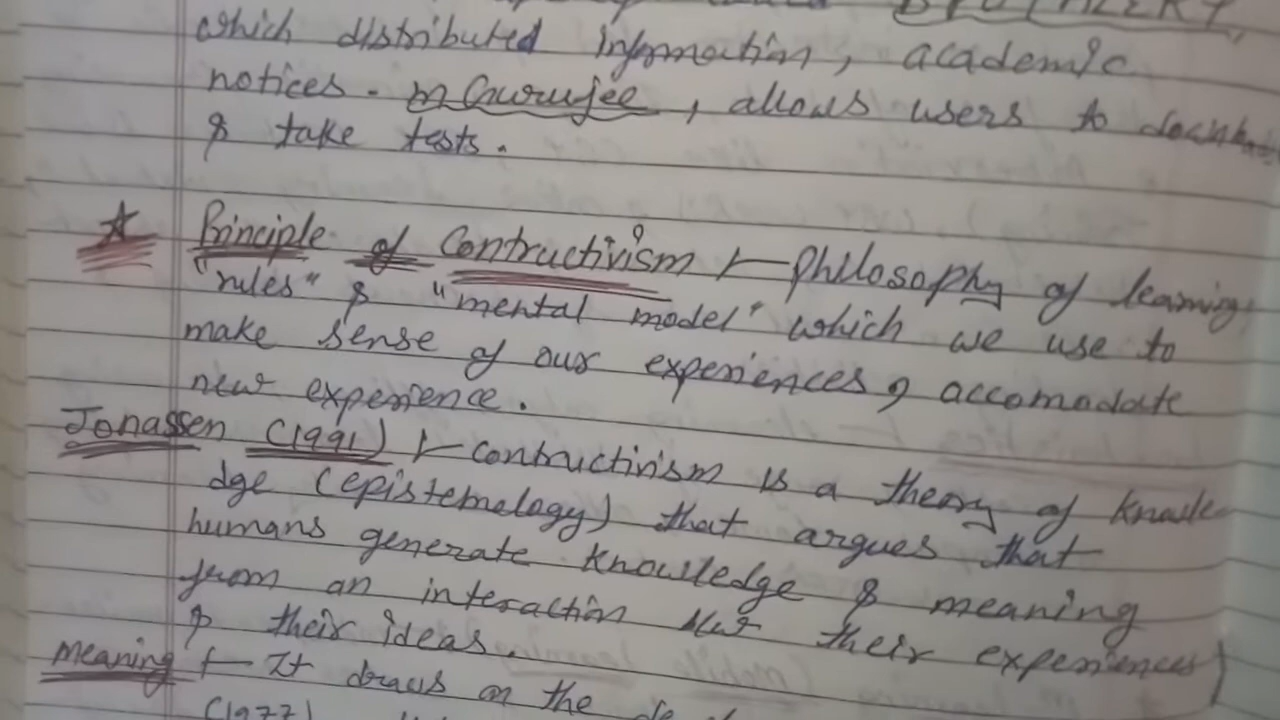 which distributed information, academic
notices. m Gurujee, allows users to
& take tests.
☆ Principle of Contructivism :- philosophy of learning
"rules" & "mental model" which we use to
make sense of our experiences, accomodate
new experience.
Jonassen (1991) :- Contructivism is a theory of knowle
dge (epistemology) that argues that
humans generate knowledge & meaning
from an interaction btw their experiences
& their ideas.
meaning :- It draws on the
(1977)